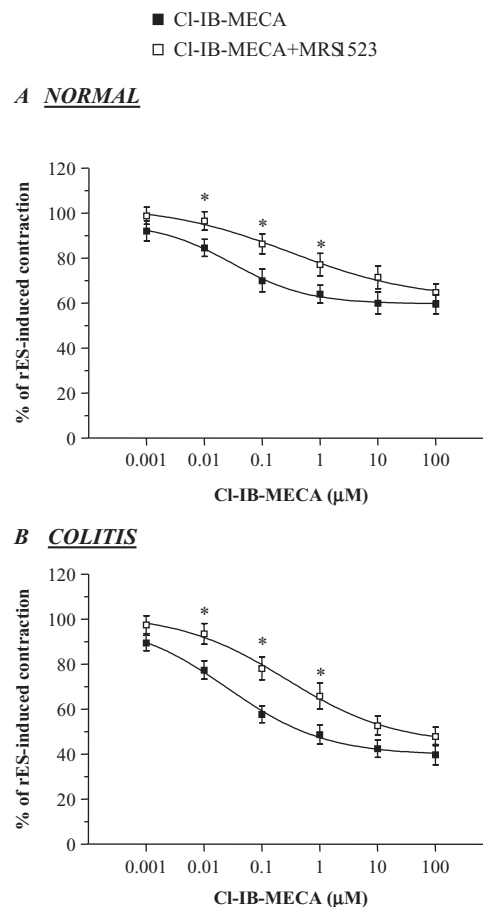 ■ Cl-IB-MECA
□ Cl-IB-MECA+MRS1523
A NORMAL
% of rES-induced contraction
120
100
80
60
40
20
0
* * *
0.001 0.01 0.1 1 10 100
Cl-IB-MECA (µM)
B COLITIS
% of rES-induced contraction
120
100
80
60
40
20
0
* * *
0.001 0.01 0.1 1 10 100
Cl-IB-MECA (µM)